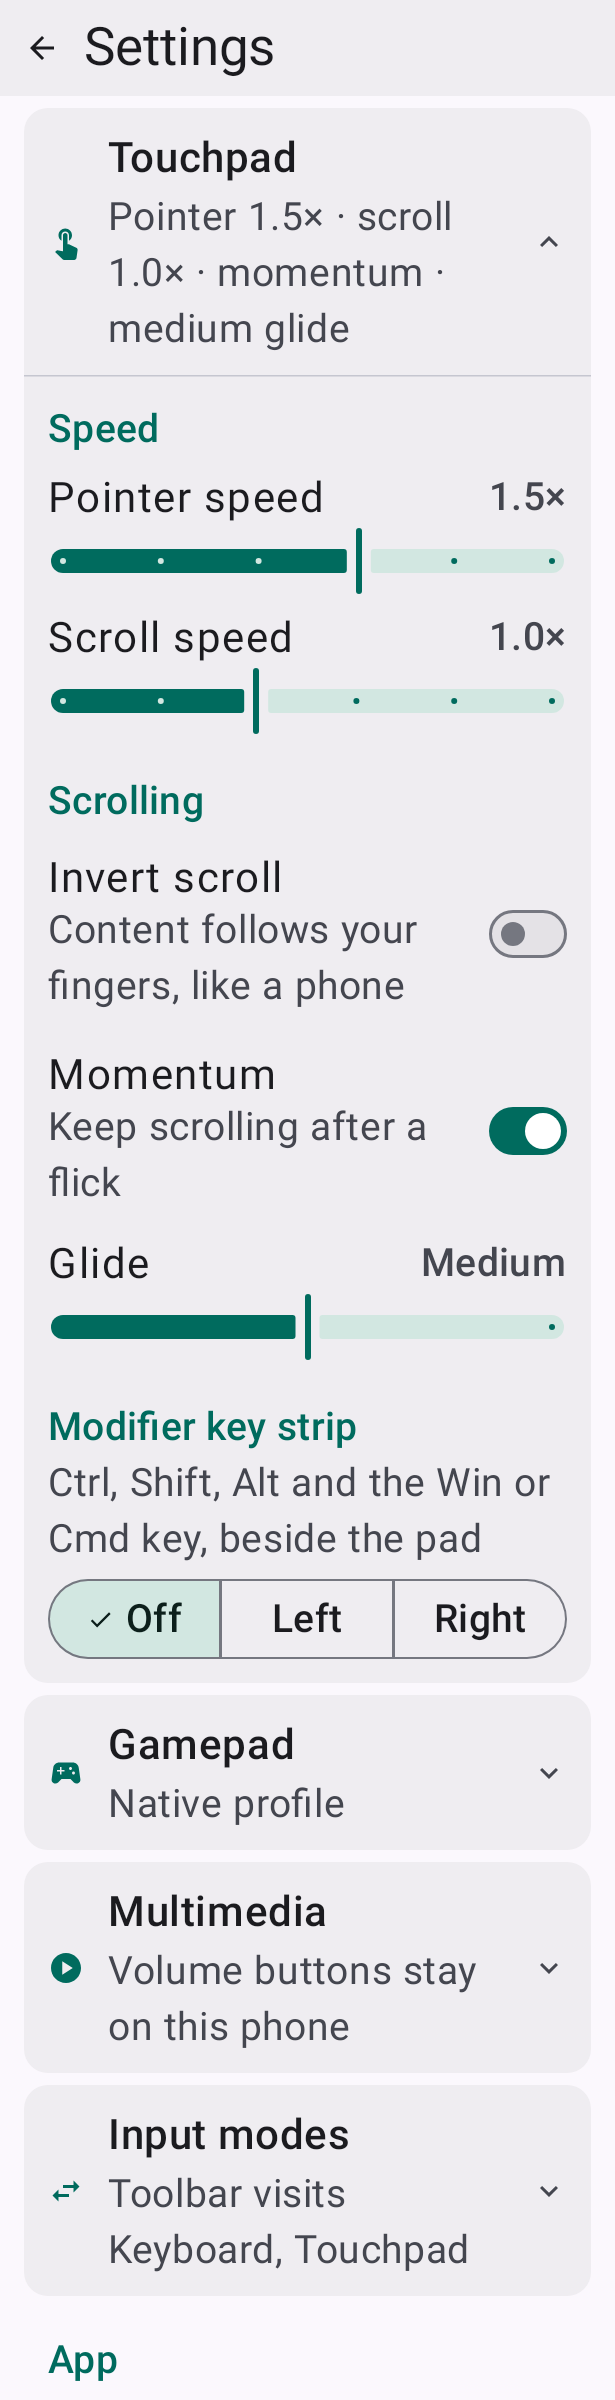 Settings
Touchpad
Pointer 1.5× · scroll
1.0× · momentum ·
medium glide
Speed
Pointer speed 1.5×
Scroll speed 1.0×
Scrolling
Invert scroll
Content follows your
fingers, like a phone
Momentum
Keep scrolling after a
flick
Glide Medium
Modifier key strip
Ctrl, Shift, Alt and the Win or
Cmd key, beside the pad
Off Left Right
Gamepad
Native profile
Multimedia
Volume buttons stay
on this phone
Input modes
Toolbar visits
Keyboard, Touchpad
App